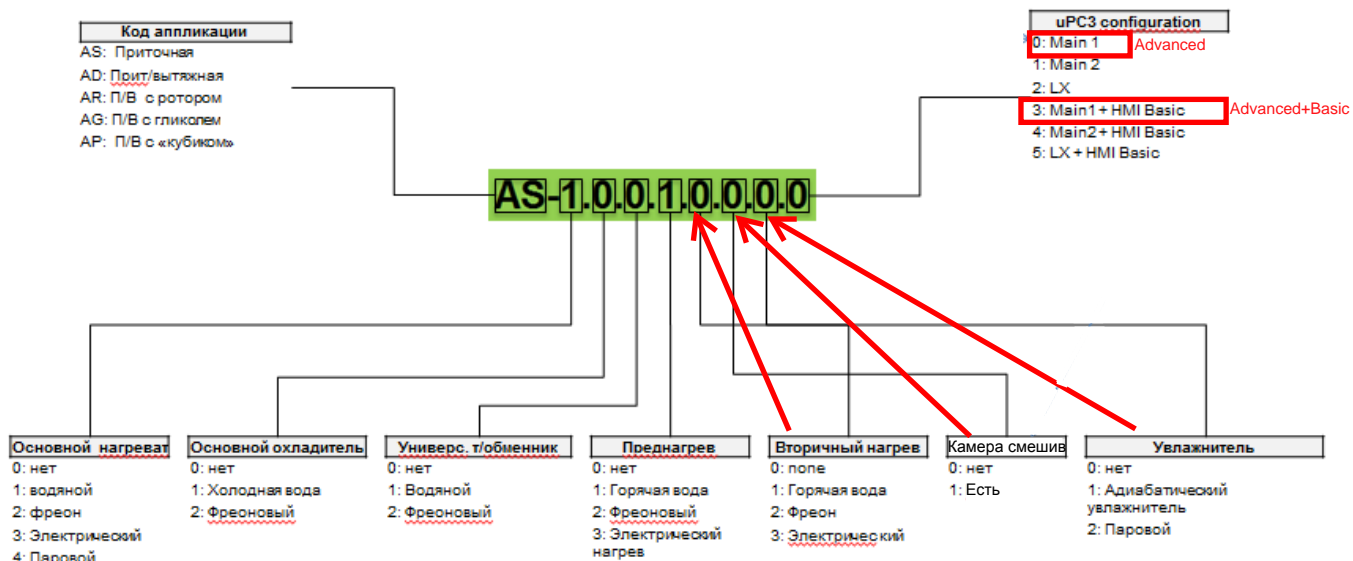 Код аппликации
AS: Приточная
AD: Прит/вытяжная
AR: П/В с ротором
AG: П/В с гликолем
AP: П/В с «кубиком»
uPC3 configuration
0: Main 1
Advanced
1: Main 2
2: LX
3: Main1 + HMI Basic
Advanced+Basic
4: Main2 + HMI Basic
5: LX + HMI Basic
AS-1.0.0.1.0.0.0.0
Основной нагреват
0: нет
1: водяной
2: фреон
3: Электрический
4: Паровой
Основной охладитель
0: нет
1: Холодная вода
2: Фреоновый
Универс. т/обменник
0: нет
1: Водяной
2: Фреоновый
Преднагрев
0: нет
1: Горячая вода
2: Фреоновый
3: Электрический
нагрев
Вторичный нагрев
0: none
1: Горячая вода
2: Фреон
3: Электрический
Камера смешив
0: нет
1: Есть
Увлажнитель
0: нет
1: Адиабатический
увлажнитель
2: Паровой